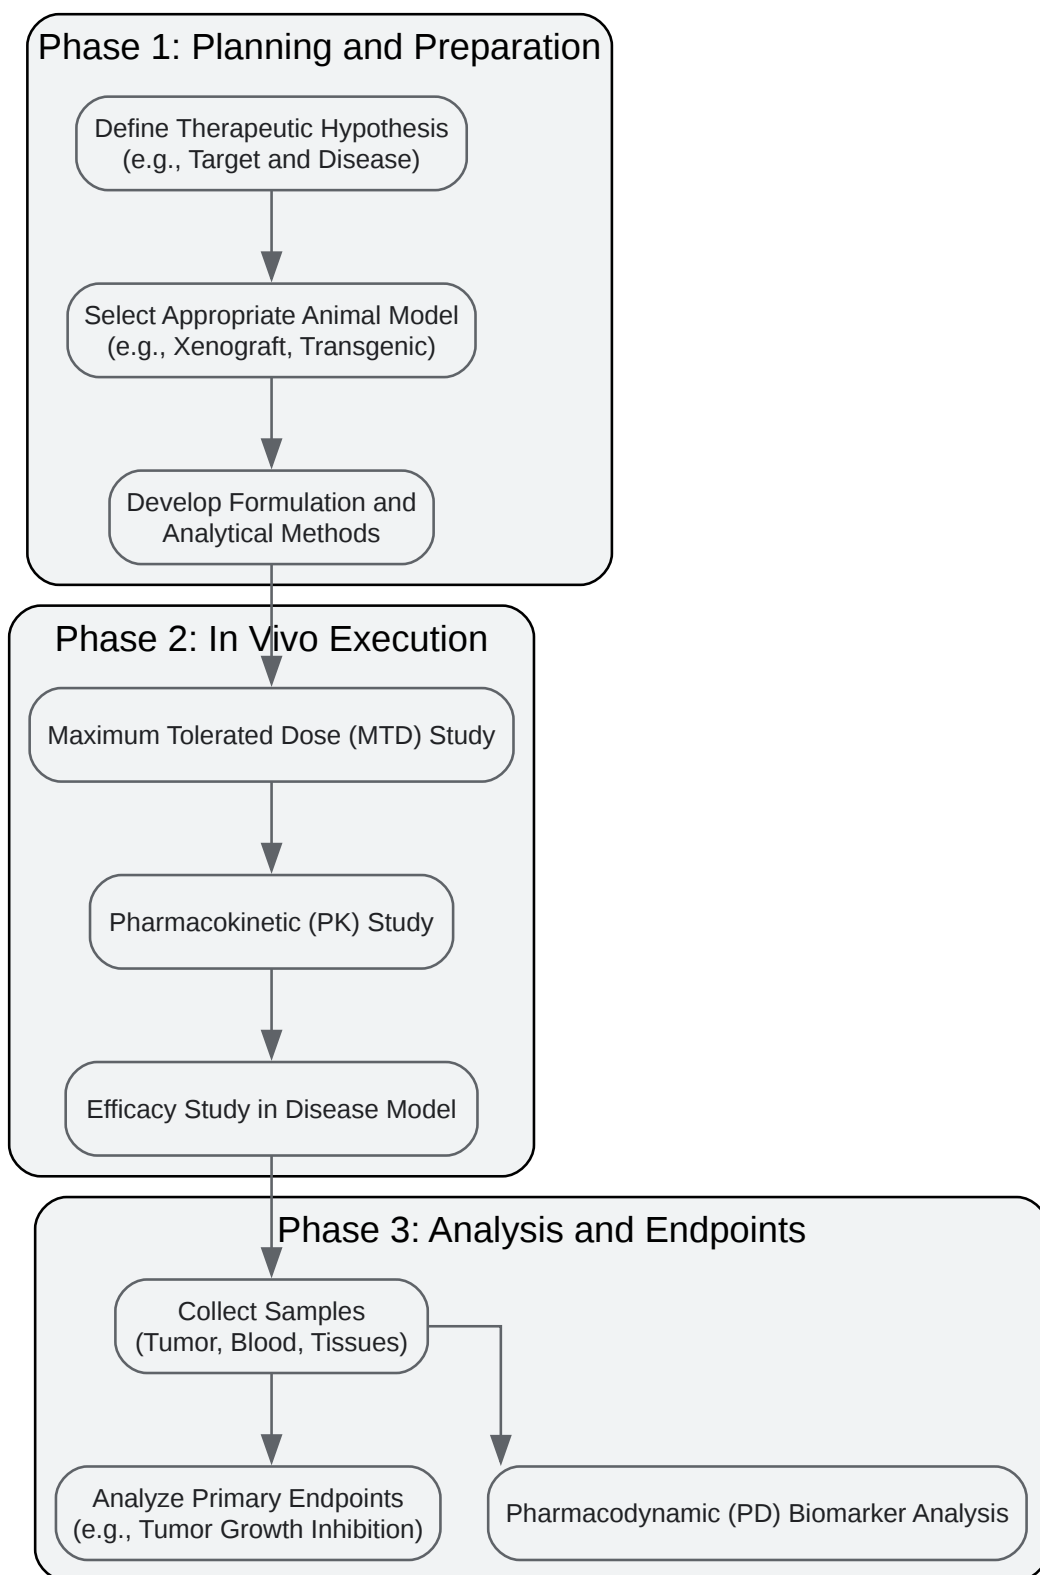 Phase 1: Planning and Preparation
Define Therapeutic Hypothesis
(e.g., Target and Disease)
Select Appropriate Animal Model
(e.g., Xenograft, Transgenic)
Develop Formulation and
Analytical Methods
Phase 2: In Vivo Execution
Maximum Tolerated Dose (MTD) Study
Pharmacokinetic (PK) Study
Efficacy Study in Disease Model
Phase 3: Analysis and Endpoints
Collect Samples
(Tumor, Blood, Tissues)
Analyze Primary Endpoints
(e.g., Tumor Growth Inhibition)
Pharmacodynamic (PD) Biomarker Analysis